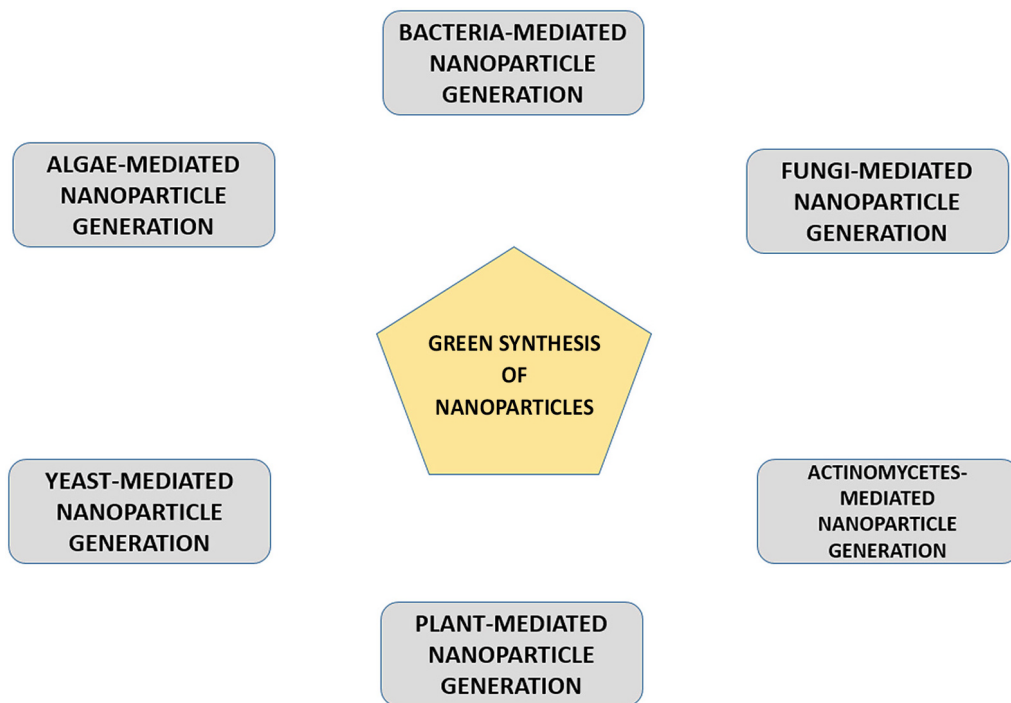 BACTERIA-MEDIATED
NANOPARTICLE
GENERATION
ALGAE-MEDIATED
NANOPARTICLE
GENERATION
FUNGI-MEDIATED
NANOPARTICLE
GENERATION
GREEN SYNTHESIS
OF
NANOPARTICLES
YEAST-MEDIATED
NANOPARTICLE
GENERATION
ACTINOMYCETES-
MEDIATED
NANOPARTICLE
GENERATION
PLANT-MEDIATED
NANOPARTICLE
GENERATION